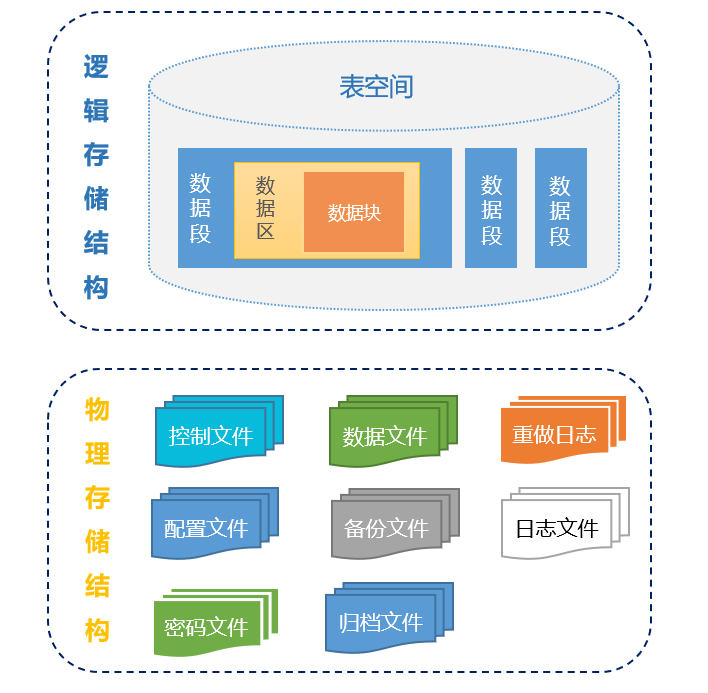 逻辑存储结构
表空间
数据段
数据区
数据块
数据段
数据段
物理存储结构
控制文件
数据文件
重做日志
配置文件
备份文件
日志文件
密码文件
归档文件